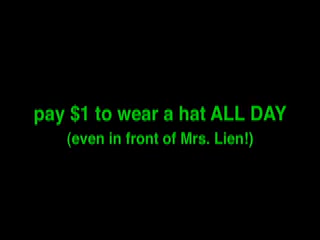 pay $1 to wear a hat ALL DAY
(even in front of Mrs. Lien!)